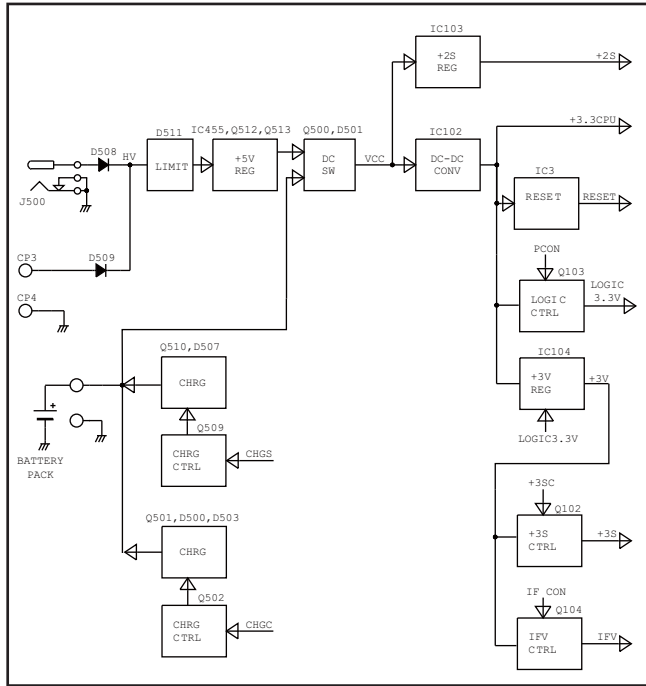 IC103
+2S
REG
+2S
D511
IC455,Q512,Q513
Q500,D501
IC102
+3.3CPU
D508
HV
LIMIT
+5V
REG
DC
SW
VCC
DC-DC
CONV
IC3
RESET
RESET
J500
CP3
D509
PCON
Q103
LOGIC
CTRL
LOGIC
3.3V
CP4
Q510,D507
IC104
CHRG
+3V
REG
+3V
+
BATTERY
PACK
Q509
CHRG
CTRL
CHGS
LOGIC3.3V
+3SC
Q102
Q501,D500,D503
+3S
CTRL
+3S
CHRG
Q502
IF CON
Q104
CHRG
CTRL
CHGC
IFV
CTRL
IFV